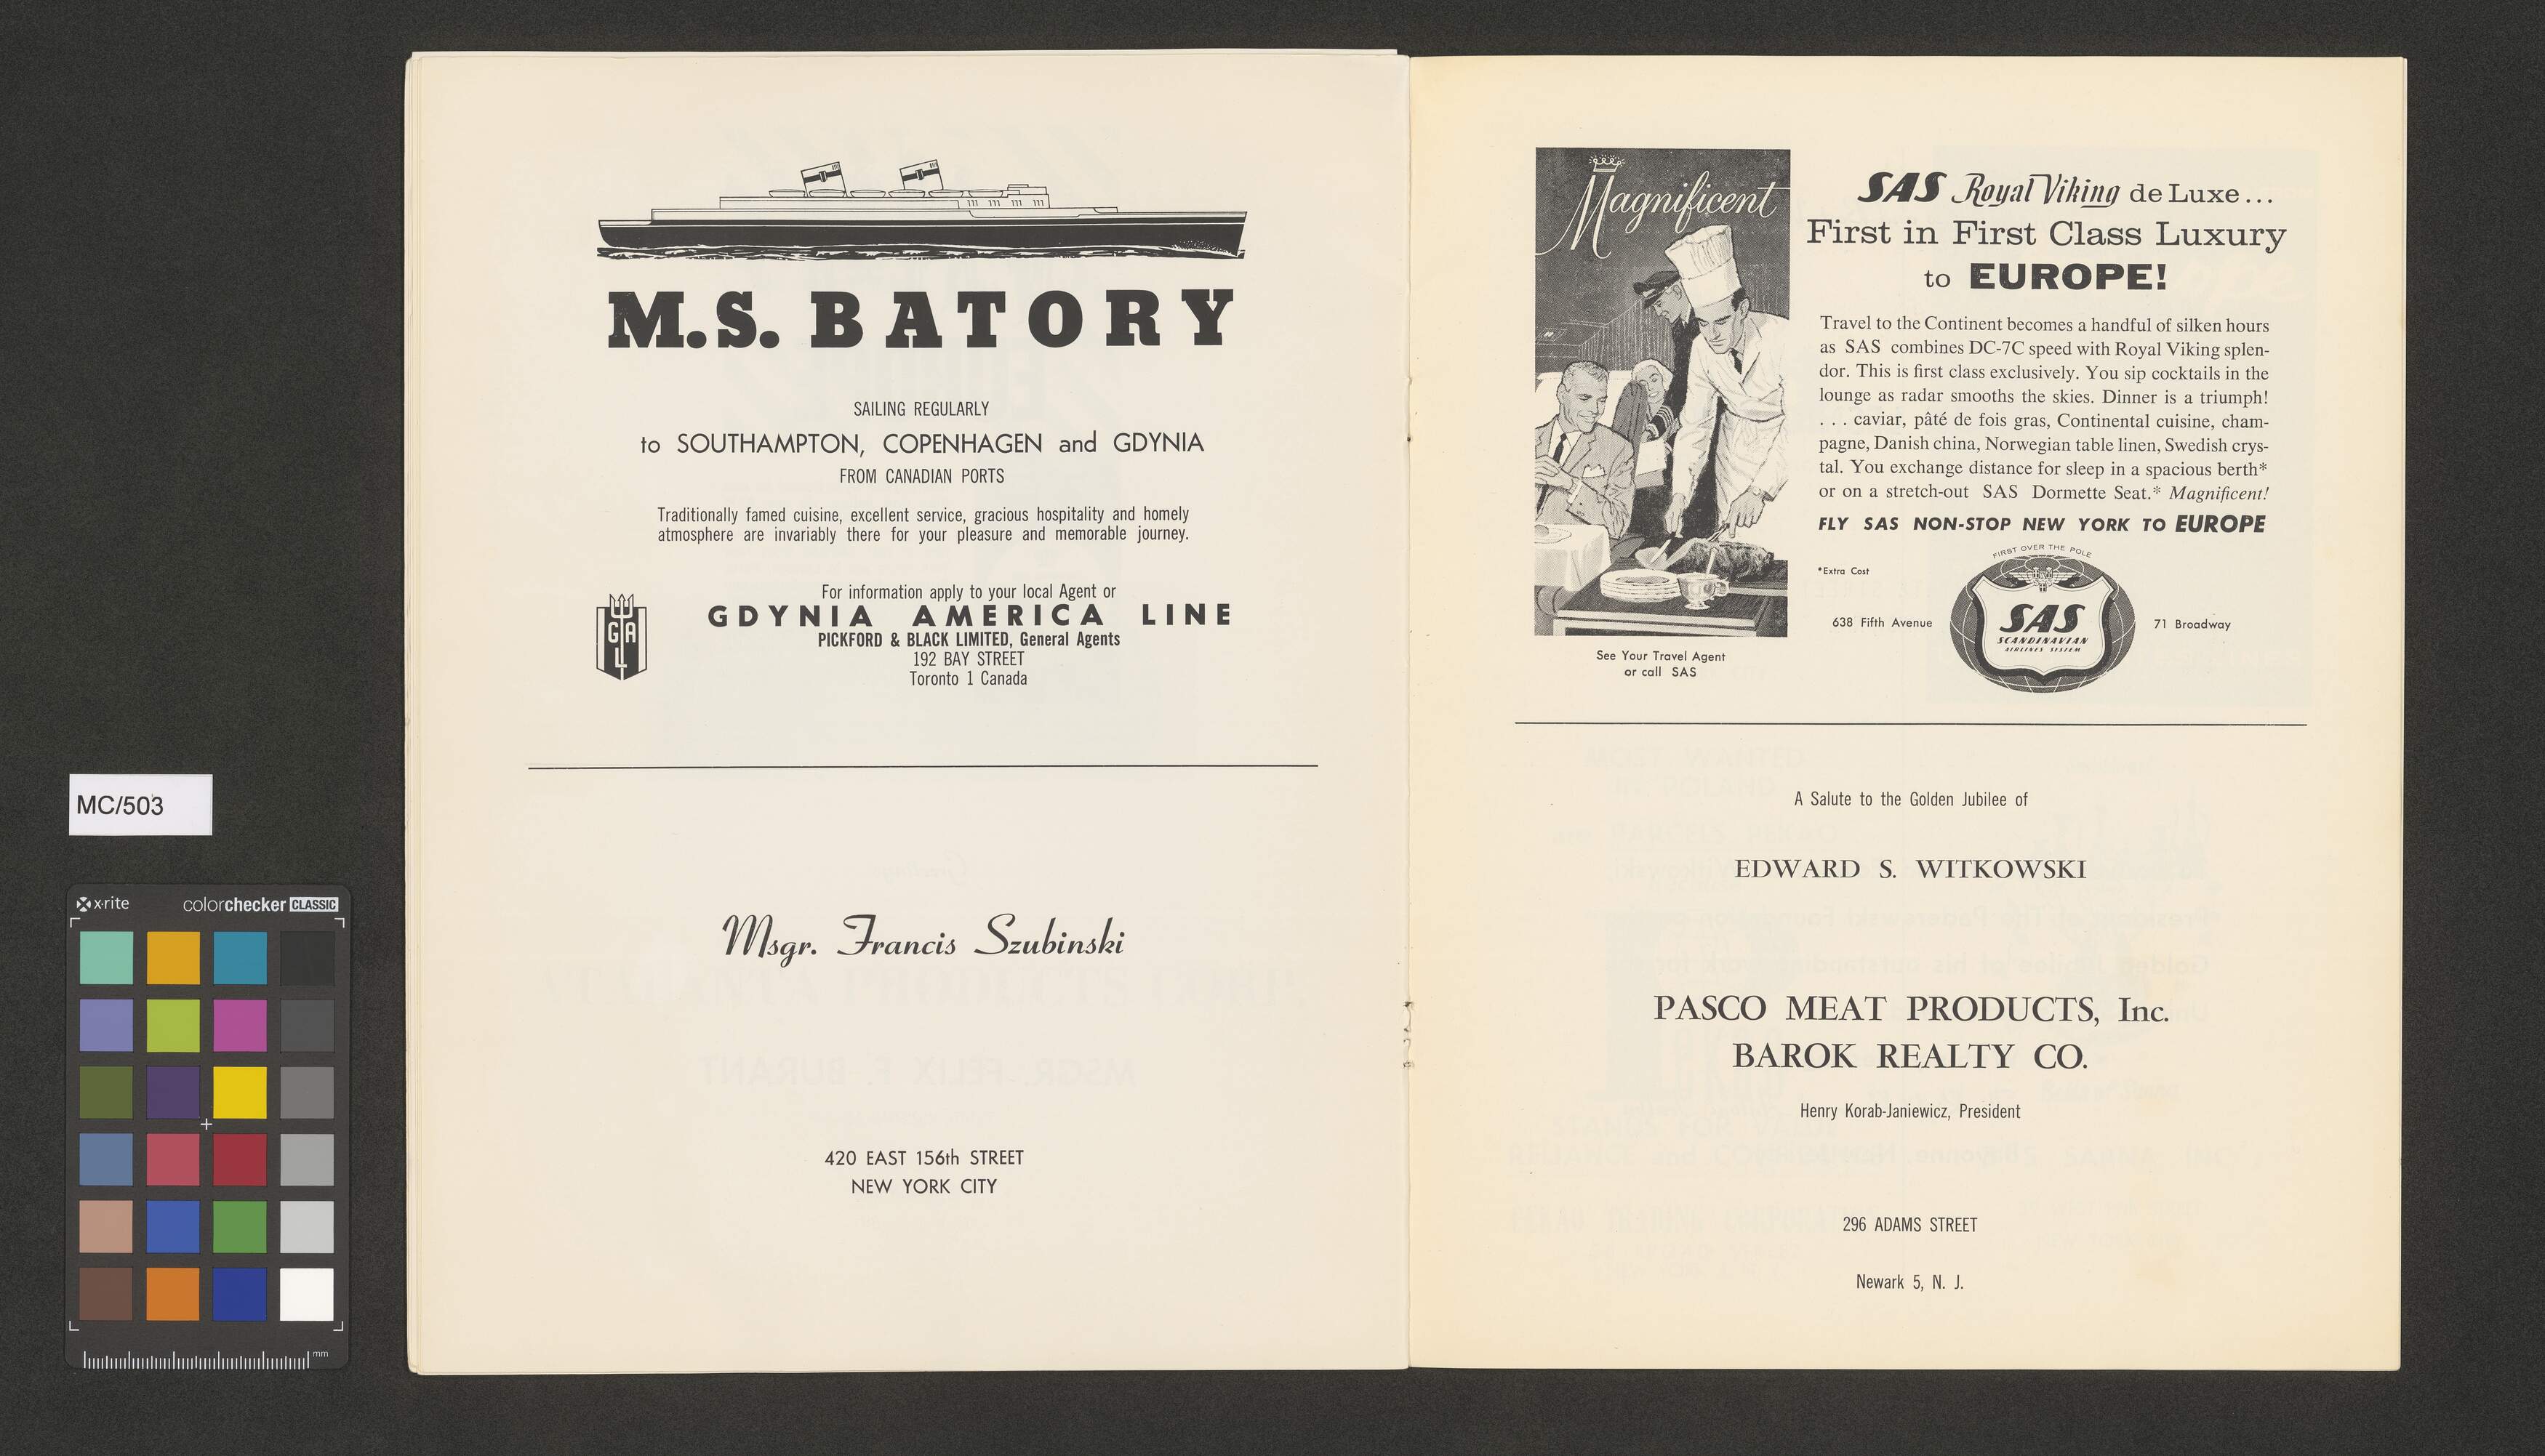 M.S. BATORY
SAILING REGULARLY
to SOUTHAMPTON, COPENHAGEN and GDYNIA
FROM CANADIAN PORTS
Traditionally famed cuisine, excellent service, gracious hospitality and homely
atmosphere are invariably there for your pleasure and memorable journey.
For information apply to your local Agent or
GDYNIA AMERICA LINE
PICKFORD & BLACK LIMITED, General Agents
192 BAY STREET
Toronto 1 Canada
G A
L
Msgr. Francis Szubinski
420 EAST 156th STREET
NEW YORK CITY
Magnificent
SAS Royal Viking de Luxe...
First in First Class Luxury
to EUROPE!
Travel to the Continent becomes a handful of silken hours
as SAS combines DC-7C speed with Royal Viking splen-
dor. This is first class exclusively. You sip cocktails in the
lounge as radar smooths the skies. Dinner is a triumph!
. . . caviar, pâté de fois gras, Continental cuisine, cham-
pagne, Danish china, Norwegian table linen, Swedish crys-
tal. You exchange distance for sleep in a spacious berth*
or on a stretch-out SAS Dormette Seat.* Magnificent!
FLY SAS NON-STOP NEW YORK TO EUROPE
*Extra Cost
FIRST OVER THE POLE
638 Fifth Avenue
SAS
SCANDINAVIAN
AIRLINES SYSTEM
71 Broadway
See Your Travel Agent
or call SAS
A Salute to the Golden Jubilee of
EDWARD S. WITKOWSKI
PASCO MEAT PRODUCTS, Inc.
BAROK REALTY CO.
Henry Korab-Janiewicz, President
296 ADAMS STREET
Newark 5, N. J.
MC/503
x-rite colorchecker CLASSIC
mm